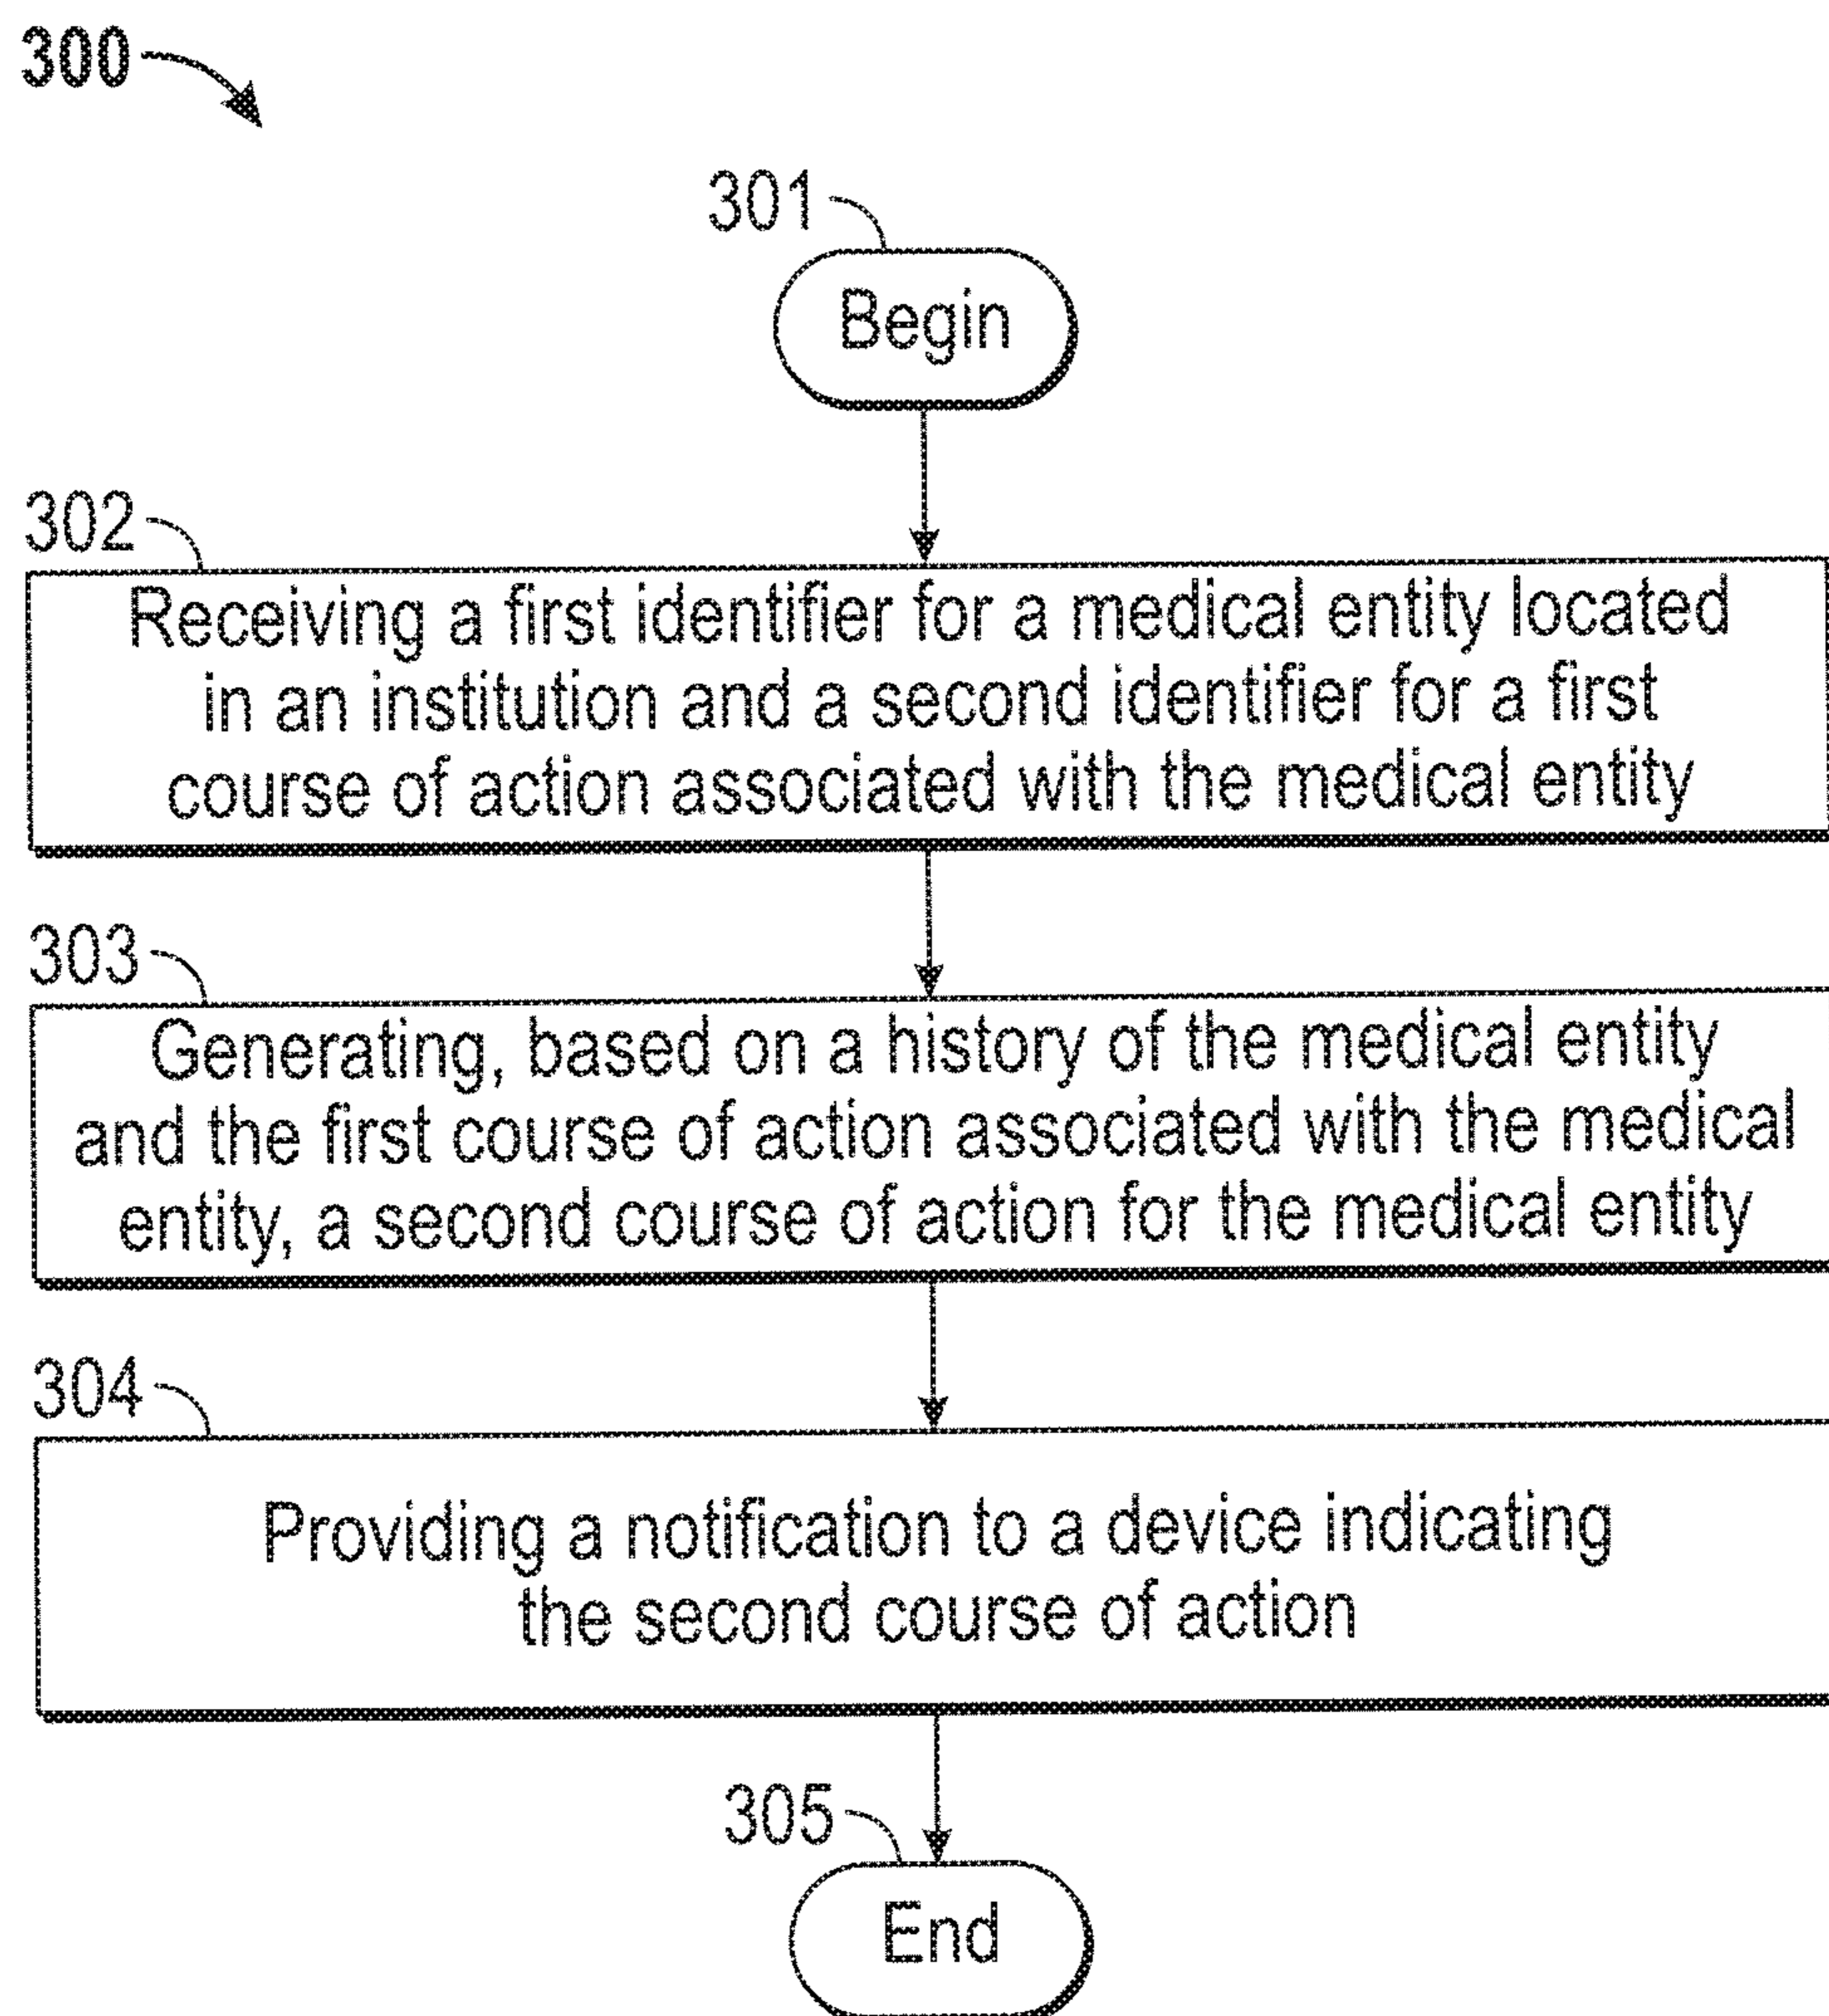 300
301
Begin
302
Receiving a first identifier for a medical entity located
in an institution and a second identifier for a first
course of action associated with the medical entity
303
Generating, based on a history of the medical entity
and the first course of action associated with the medical
entity, a second course of action for the medical entity
304
Providing a notification to a device indicating
the second course of action
305
End